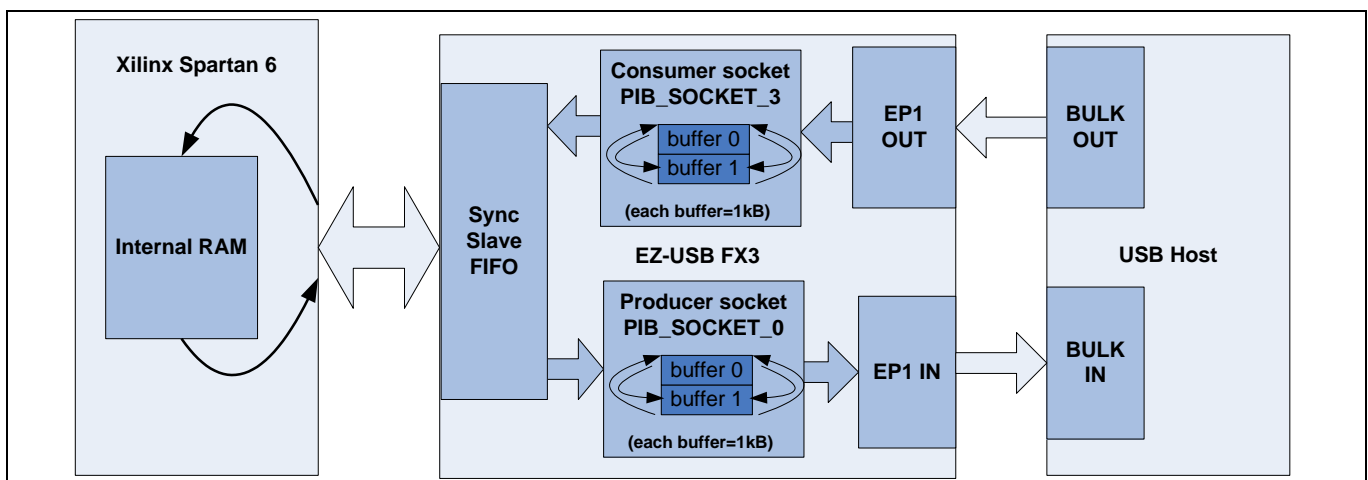 Xilinx Spartan 6
Internal RAM
Sync
Slave
FIFO
Consumer socket
PIB_SOCKET_3
buffer 0
buffer 1
(each buffer=1kB)
EZ-USB FX3
Producer socket
PIB_SOCKET_0
buffer 0
buffer 1
(each buffer=1kB)
EP1
OUT
EP1 IN
BULK
OUT
USB Host
BULK
IN